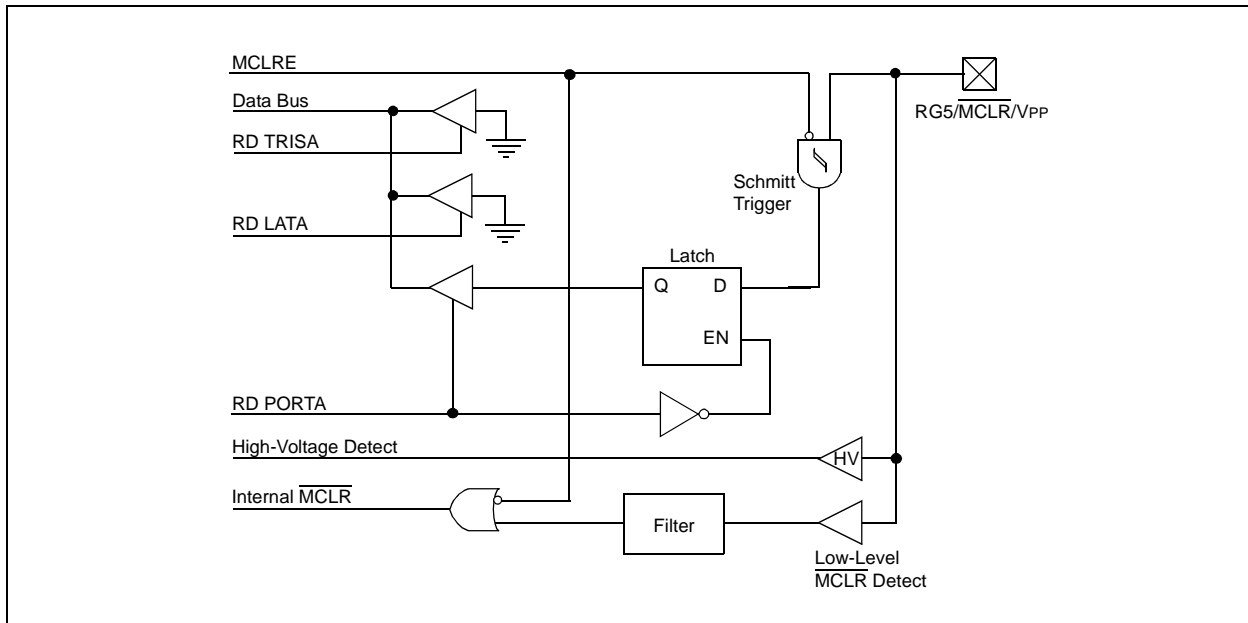 MCLRE
Data Bus
RD TRISA
RG5/MCLR/VPP
Schmitt
Trigger
RD LATA
Latch
Q D
EN
RD PORTA
High-Voltage Detect
HV
Internal MCLR
Filter
Low-Level
MCLR Detect